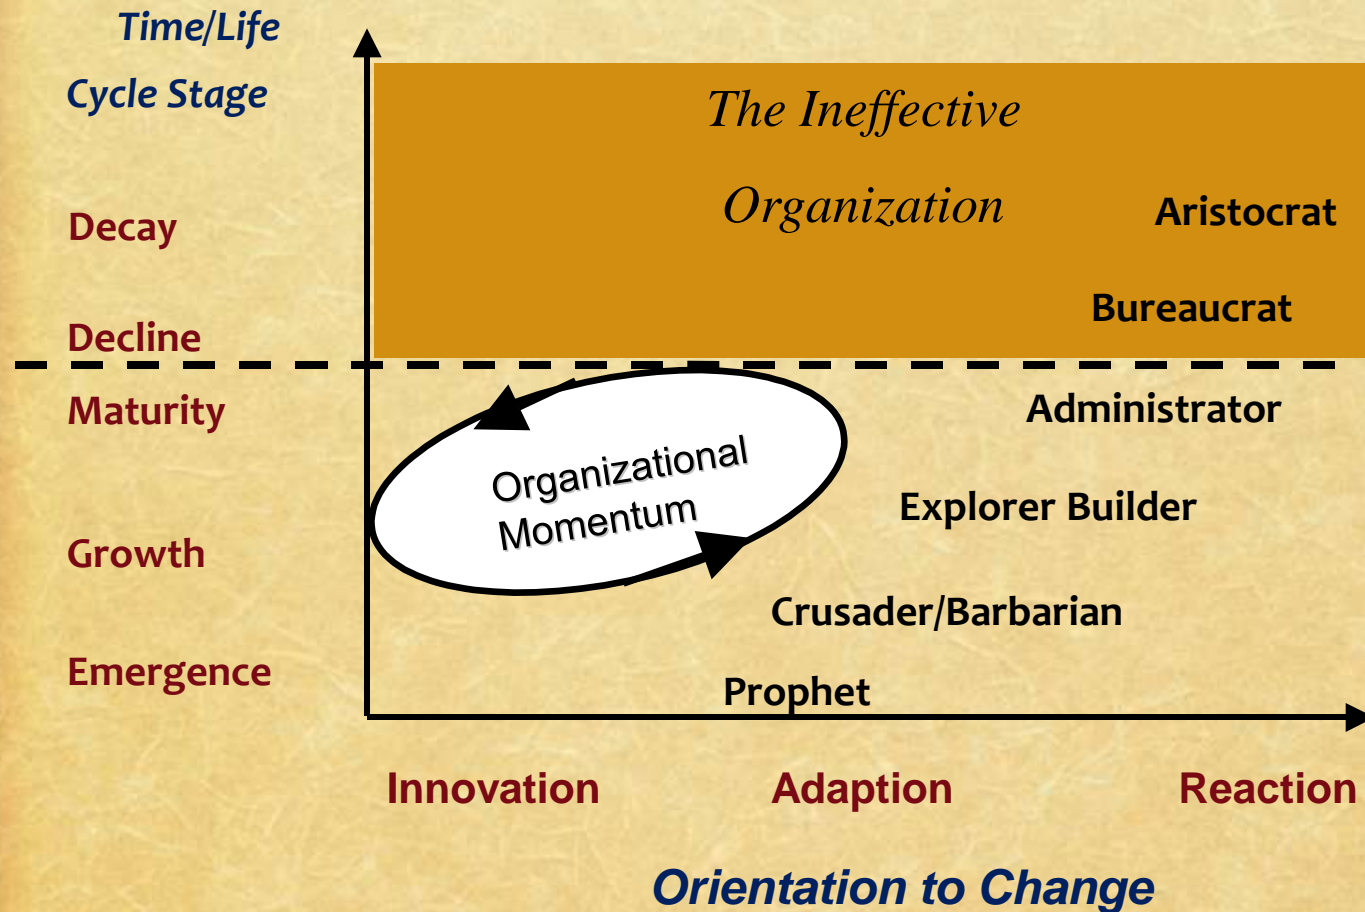 Time/Life
Cycle Stage
The Ineffective
Organization
Decay
Aristocrat
Bureaucrat
Decline
Maturity
Administrator
Organizational
Momentum
Explorer Builder
Growth
Crusader/Barbarian
Emergence
Prophet
Innovation
Adaption
Reaction
Orientation to Change